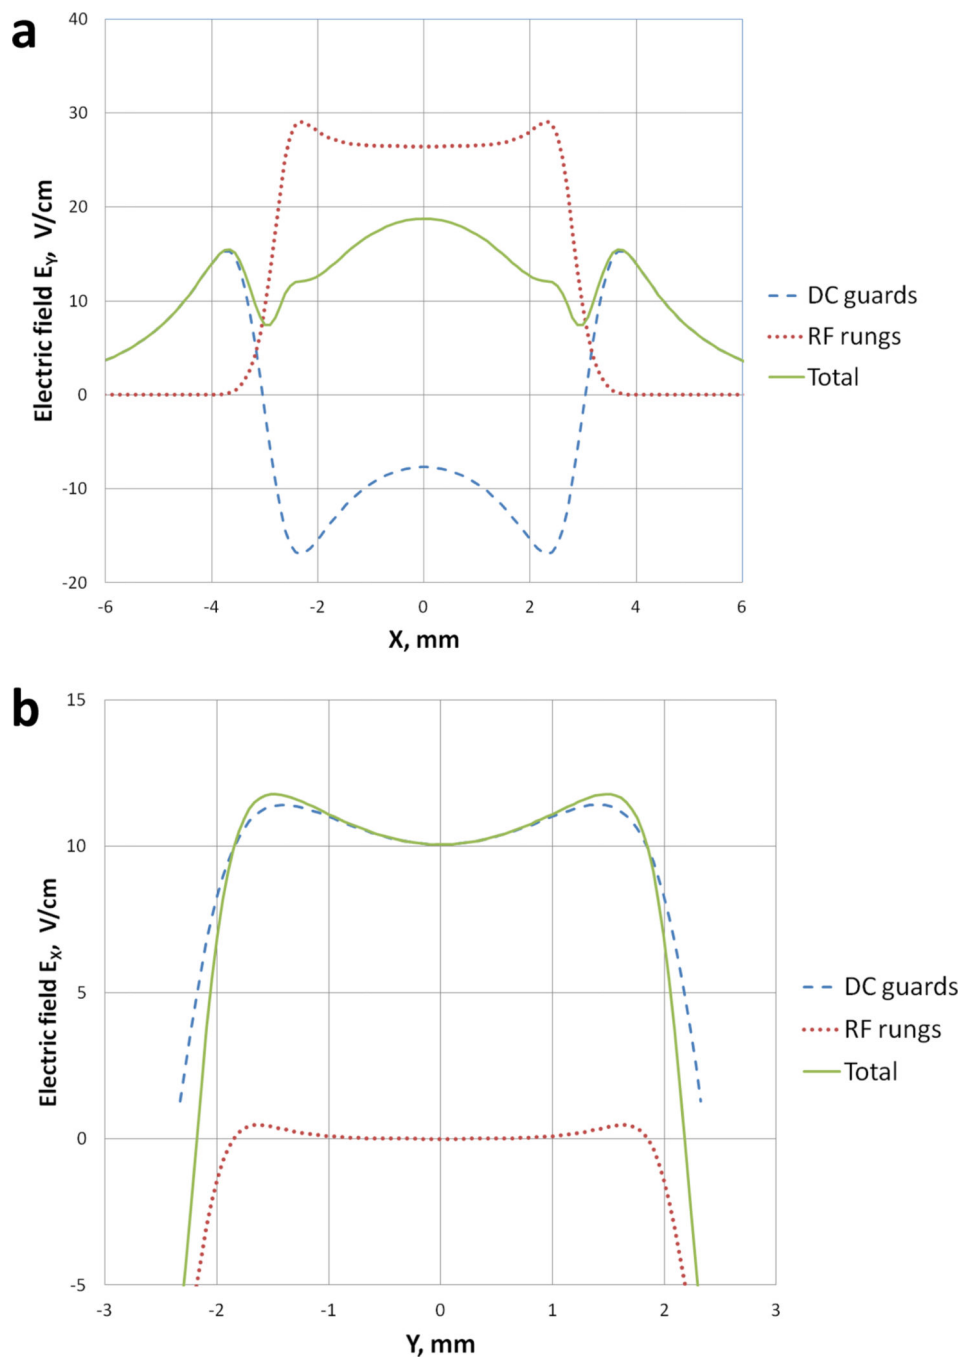 a
40
30
20
10
0
-10
-20
Electric field E_Y, V/cm
-6 -4 -2 0 2 4 6
X, mm
DC guards
RF rungs
Total
b
15
10
5
0
-5
Electric field E_X, V/cm
-3 -2 -1 0 1 2 3
Y, mm
DC guards
RF rungs
Total